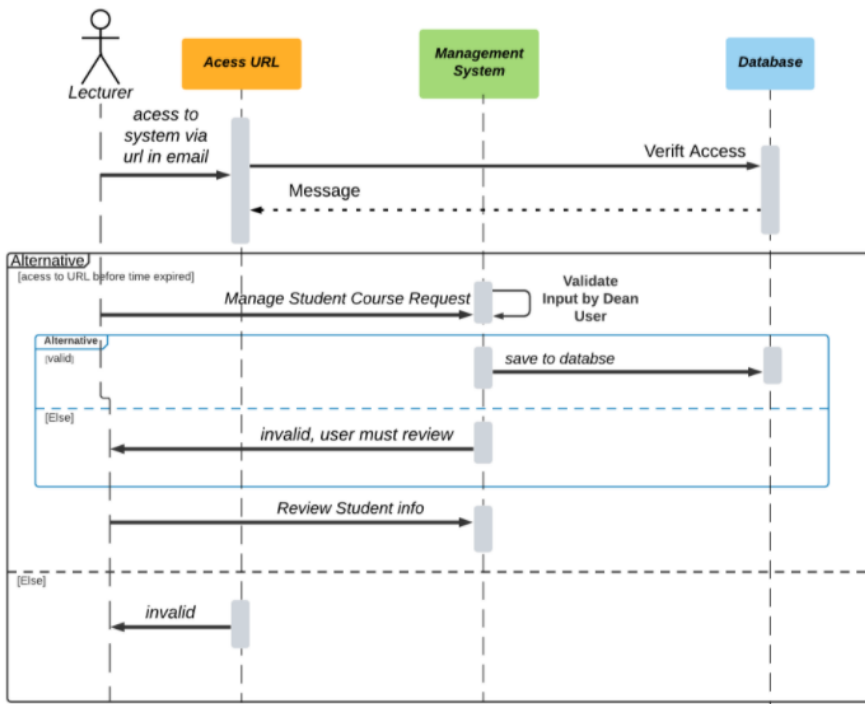 Lecturer
Acess URL
Management
System
Database
acess to
system via
url in email
Verift Access
Message
Alternative
[acess to URL before time expired]
Manage Student Course Request
Validate
Input by Dean
User
Alternative
[valid]
save to databse
[Else]
invalid, user must review
Review Student info
[Else]
invalid